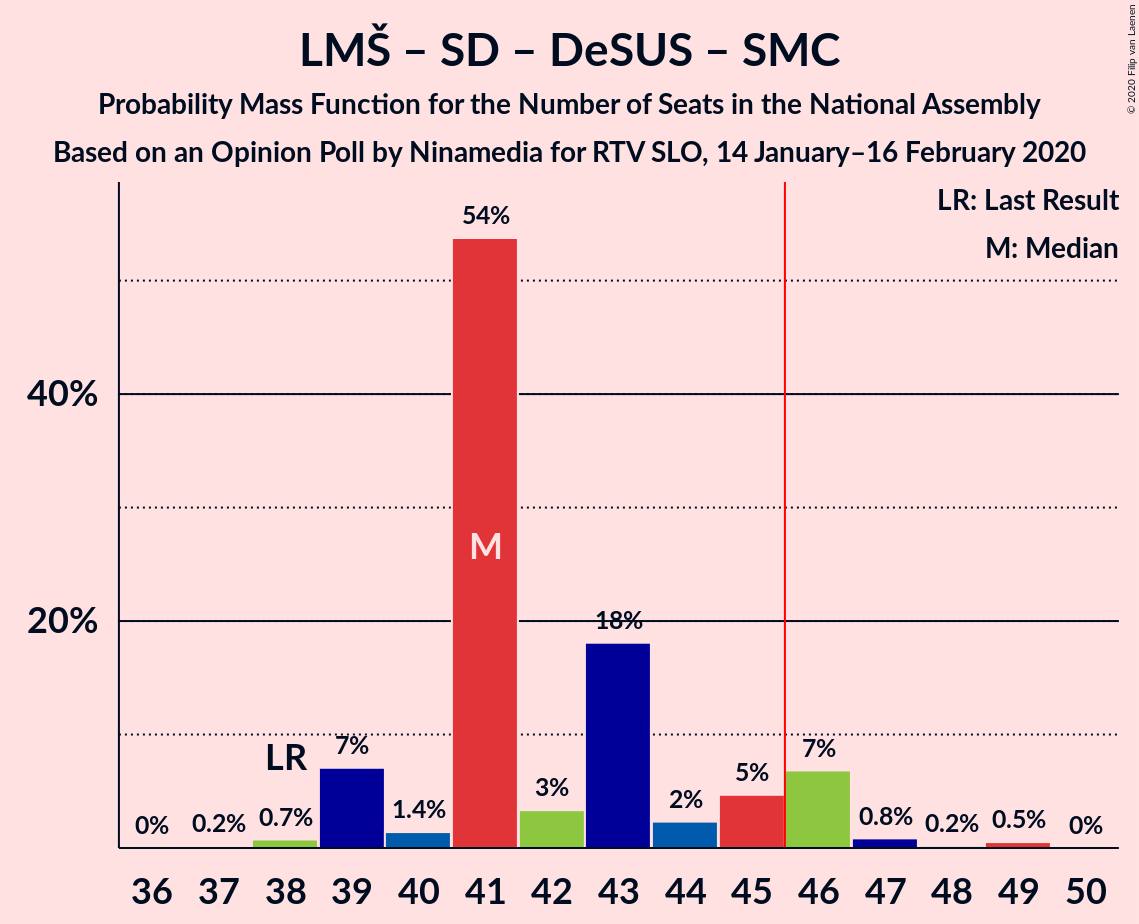 LMŠ – SD – DeSUS – SMC
Probability Mass Function for the Number of Seats in the National Assembly
Based on an Opinion Poll by Ninamedia for RTV SLO, 14 January–16 February 2020
© 2020 Filip van Laenen
LR: Last Result
M: Median
54%
40%
M
20%
18%
LR
7%
7%
5%
3%
2%
1.4%
0.7%
0.2%
0%
0.8%
0.2%
0.5%
0%
36 37 38 39 40 41 42 43 44 45 46 47 48 49 50